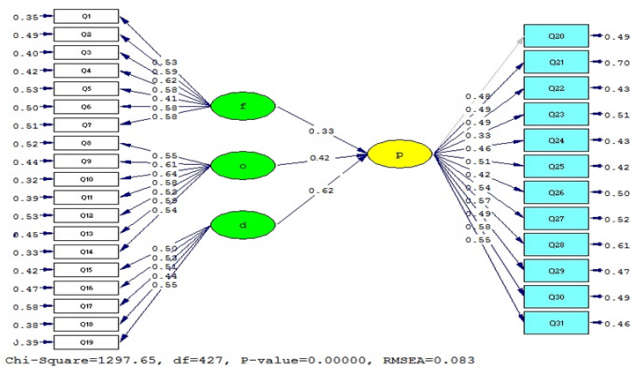 0.35 Q1
0.49 Q2
0.40 Q3
0.42 Q4
0.53 Q5
0.50 Q6
0.51 Q7
0.52 Q8
0.44 Q9
0.32 Q10
0.39 Q11
0.53 Q12
0.45 Q13
0.33 Q14
0.42 Q15
0.47 Q16
0.58 Q17
0.38 Q18
0.39 Q19
0.53
0.59
0.62
0.58
0.41
0.58
0.58
0.55
0.61
0.64
0.58
0.54
0.50
0.53
0.51
0.44
0.55
f
o
d
0.33
0.42
0.62
P
0.48
0.49
0.49
0.33
0.46
0.51
0.42
0.54
0.57
0.49
0.58
0.55
Q20 0.49
Q21 0.70
Q22 0.43
Q23 0.51
Q24 0.43
Q25 0.42
Q26 0.50
Q27 0.52
Q28 0.61
Q29 0.47
Q30 0.49
Q31 0.46
Chi-Square=1297.65, df=427, P-value=0.00000, RMSEA=0.083